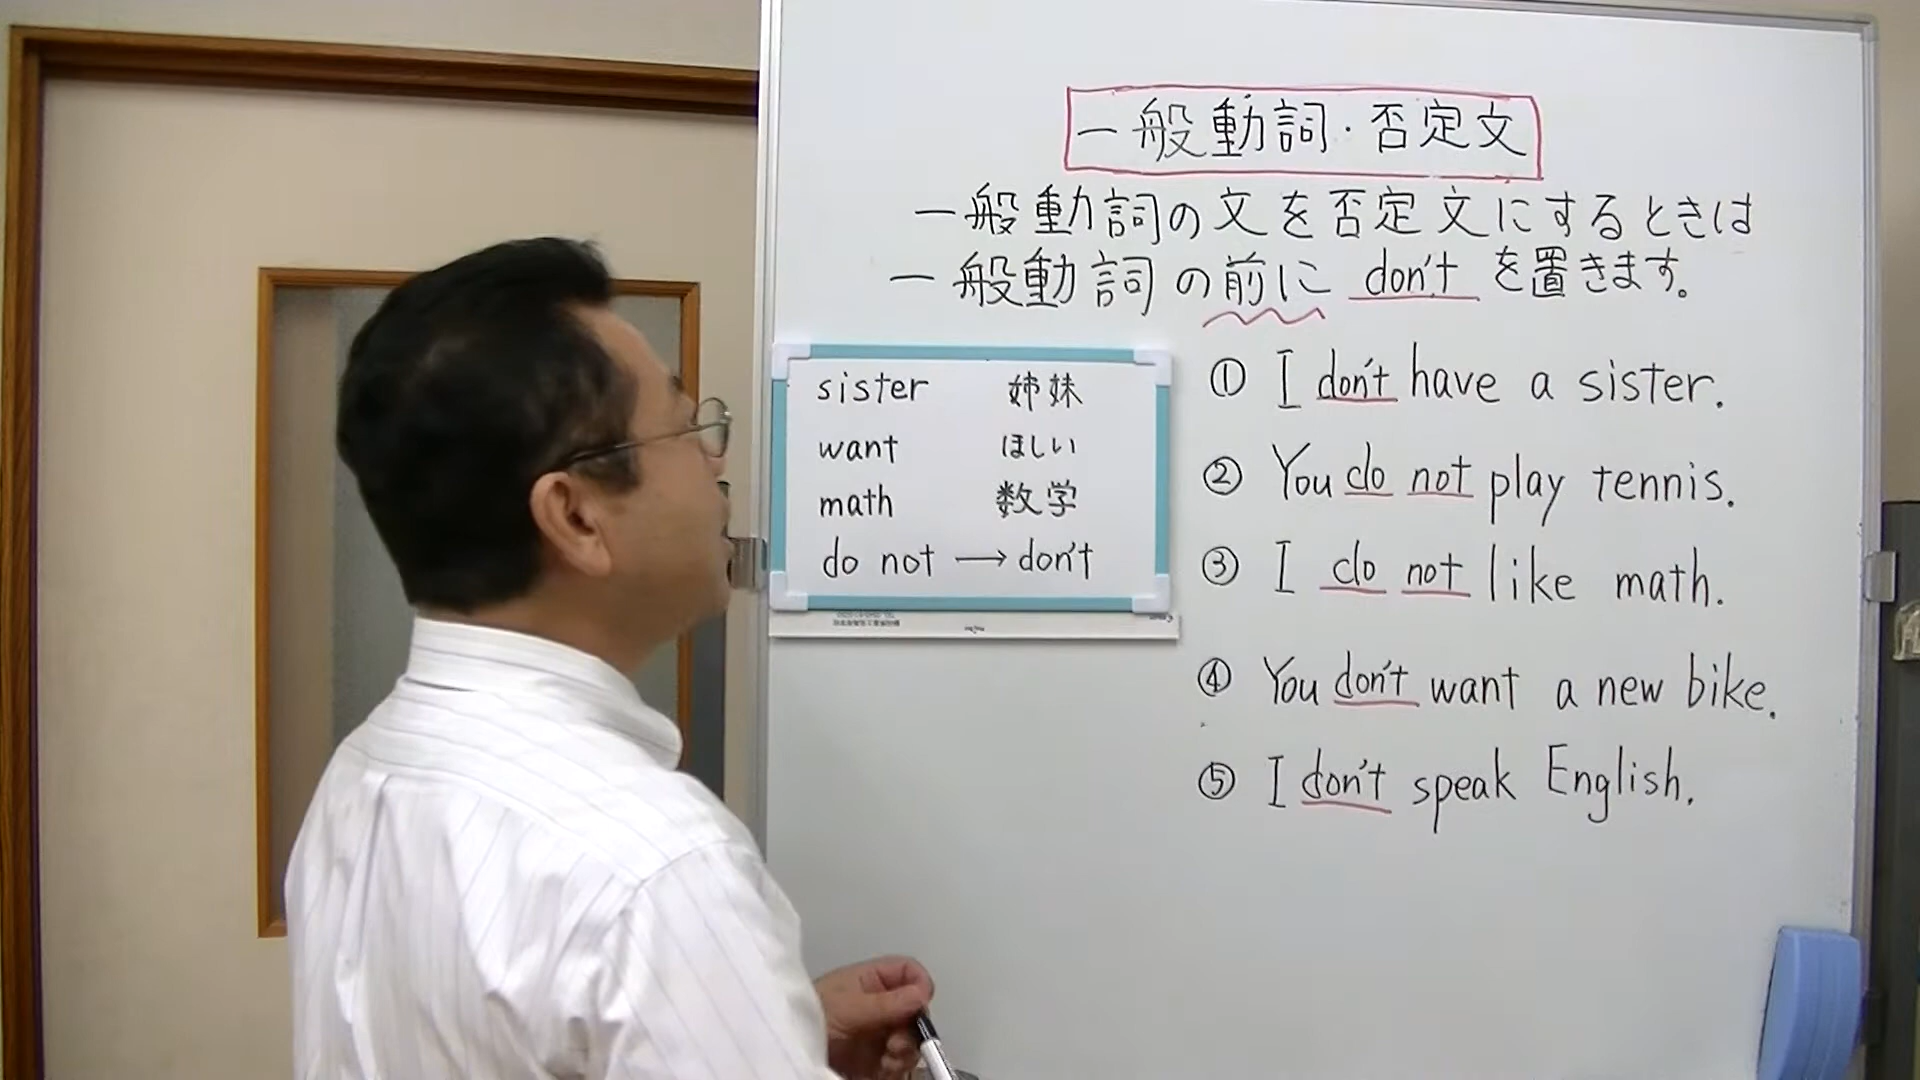 一般動詞・否定文
一般動詞の文を否定文にするときは
一般動詞の前に don't を置きます。
sister 姉妹
want ほしい
math 数学
do not → don't
① I don't have a sister.
② You do not play tennis.
③ I do not like math.
④ You don't want a new bike.
⑤ I don't speak English.